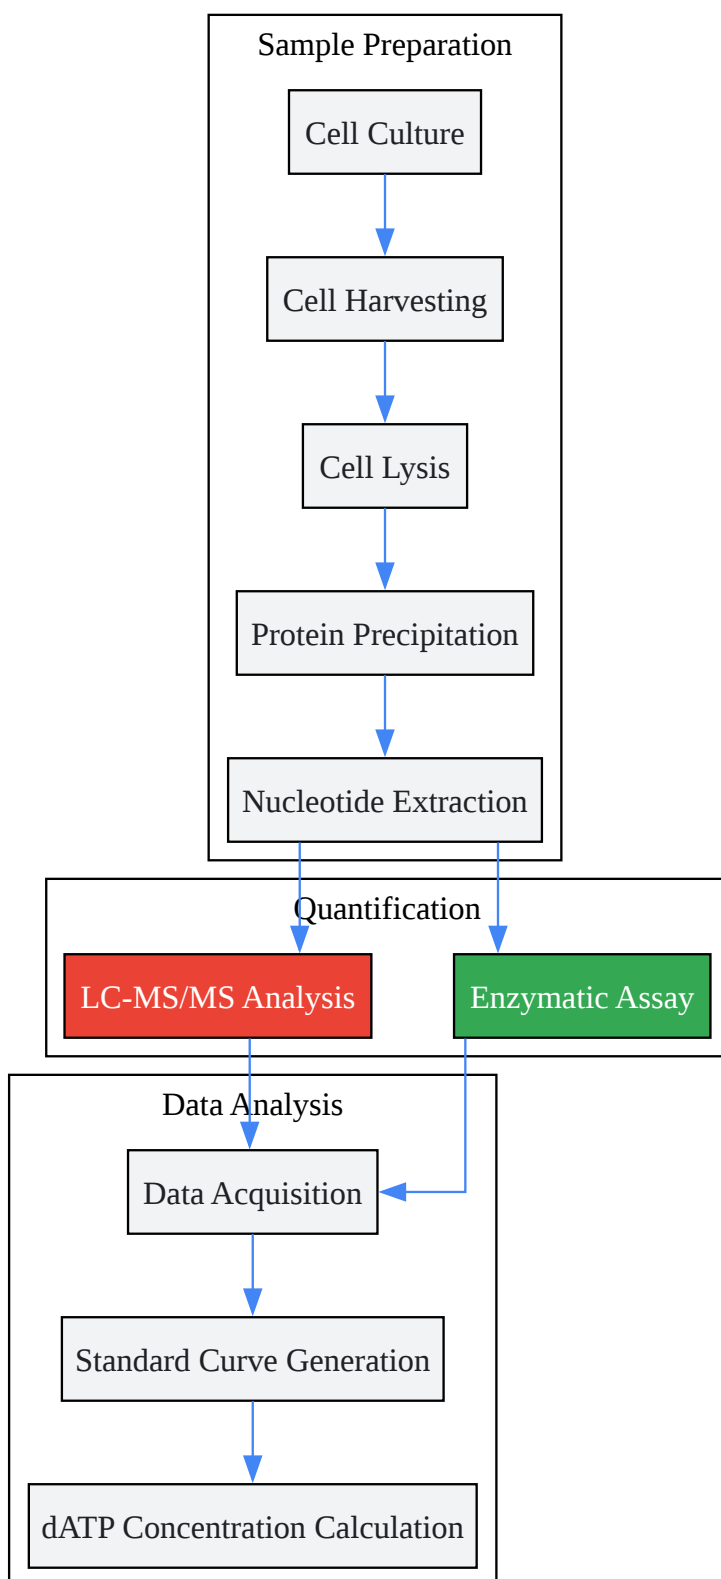 Sample Preparation
Cell Culture
Cell Harvesting
Cell Lysis
Protein Precipitation
Nucleotide Extraction
Quantification
LC-MS/MS Analysis
Enzymatic Assay
Data Analysis
Data Acquisition
Standard Curve Generation
dATP Concentration Calculation